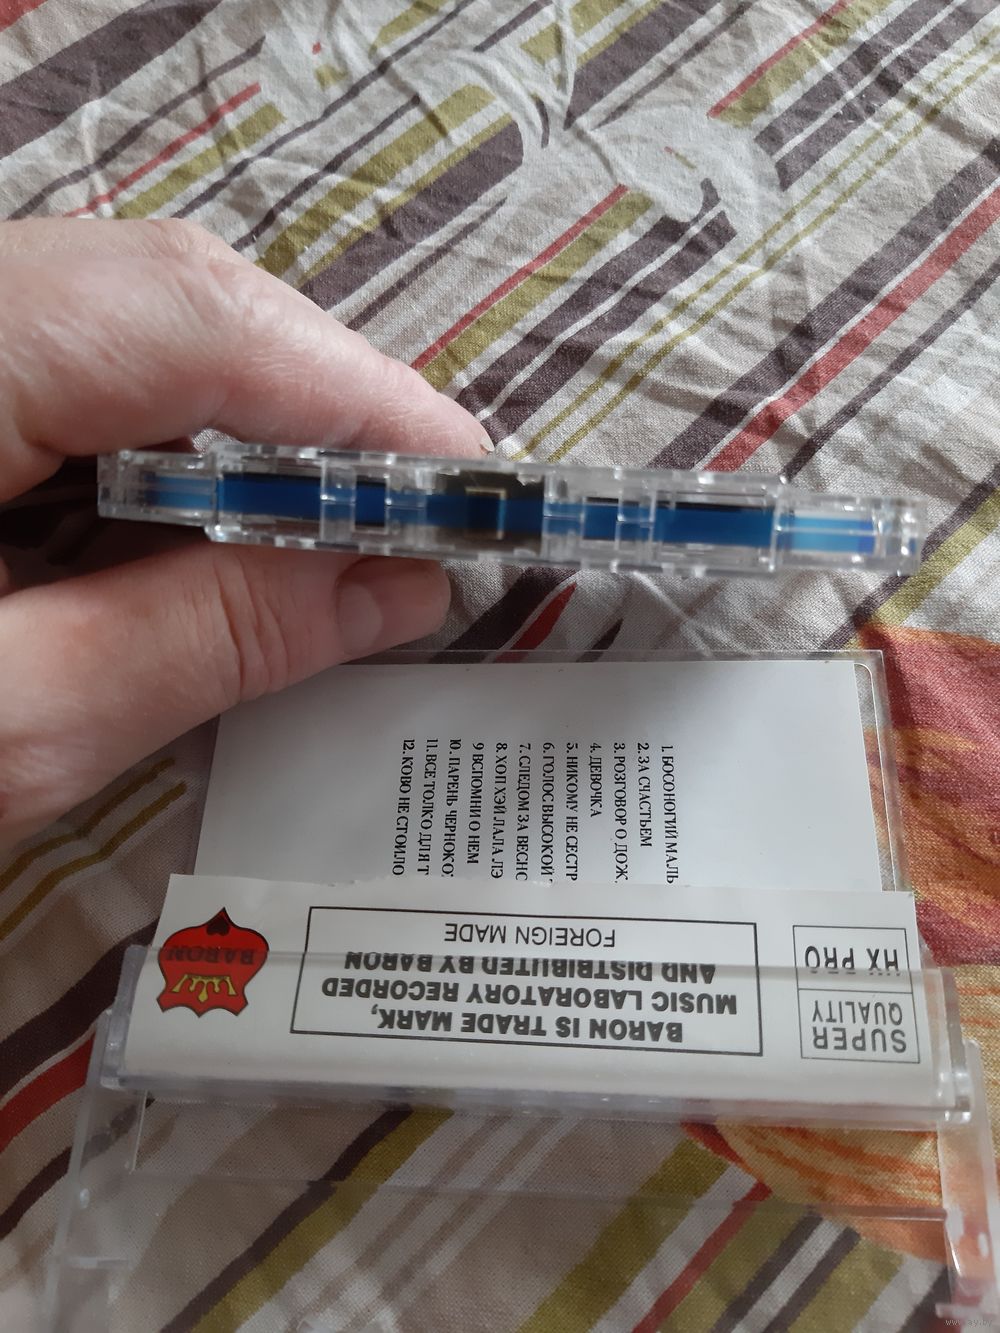 1. БОСОНОГИЙ МАЛЬ
2. ЗА СЧАСТЬЕМ
3. РОЗГОВОР О ДОЖ
4. ДЕВОЧКА
5. НИКОМУ НЕ СЕСТР
6. ГОЛОС ВЫСОКОЙ
7. СЛЕДОМ ЗА ВЕСНО
8. ХОП ХЭЙ ЛАЛА ЛЭ
9 ВСПОМНИ О НЕМ
10. ПАРЕНЬ ЧЕРНОКО
11. ВСЕ ТОЛКО ДЛЯ Т
12. КОВО НЕ СТОИЛО
SUPER
QUALITY
HX PRO
BARON IS TRADE MARK,
MUSIC LABORATORY RECORDED
AND DISTRIBUTED BY BARON
FOREIGN MADE
BARON